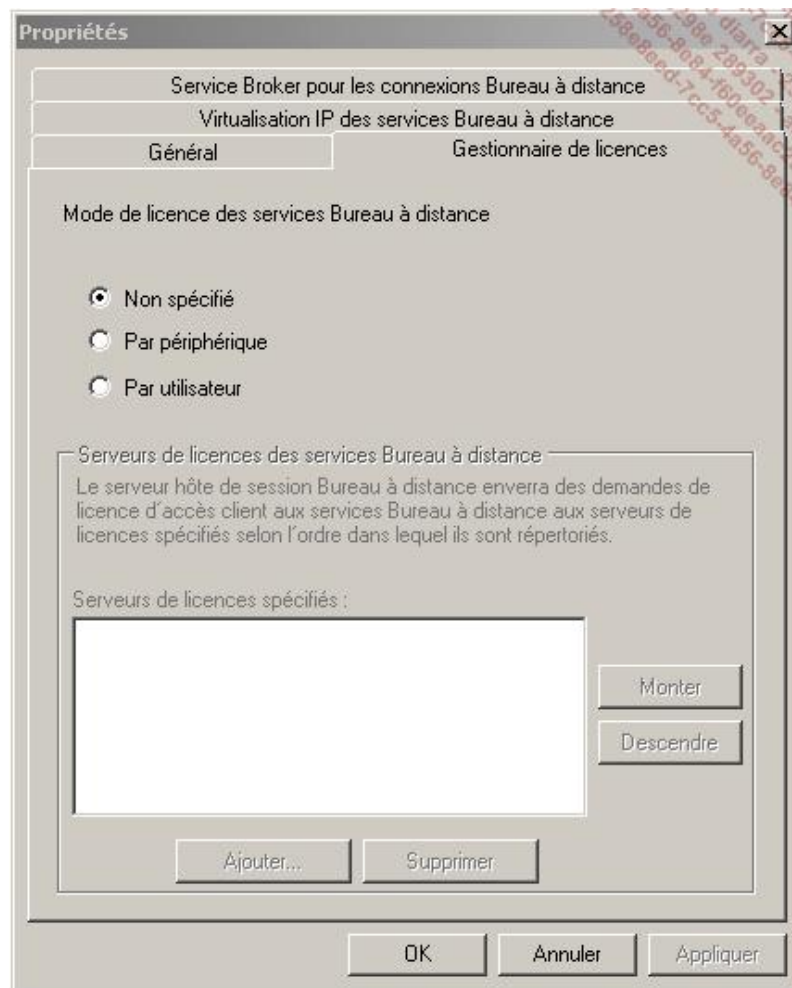 Propriétés
Service Broker pour les connexions Bureau à distance
Virtualisation IP des services Bureau à distance
Général
Gestionnaire de licences
Mode de licence des services Bureau à distance
Non spécifié
Par périphérique
Par utilisateur
Serveurs de licences des services Bureau à distance
Le serveur hôte de session Bureau à distance enverra des demandes de
licence d'accès client aux services Bureau à distance aux serveurs de
licences spécifiés selon l'ordre dans lequel ils sont répertoriés.
Serveurs de licences spécifiés :
Monter
Descendre
Ajouter...
Supprimer
OK
Annuler
Appliquer